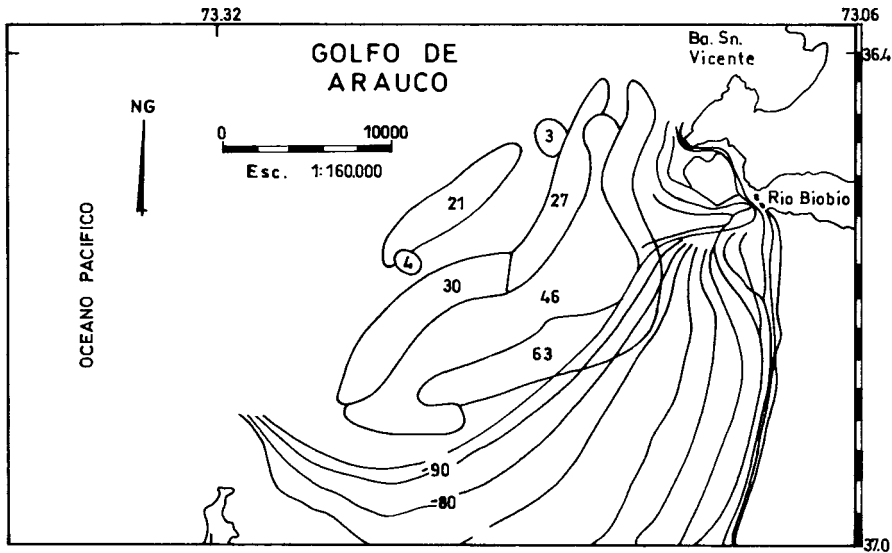 73.32
73.06
GOLFO DE
ARAUCO
Ba. Sn.
Vicente
36.4
NG
0 10000
Esc. 1:160.000
3
21
27
Rio Biobio
4
30
46
OCEANO PACIFICO
63
-90
-80
37.0